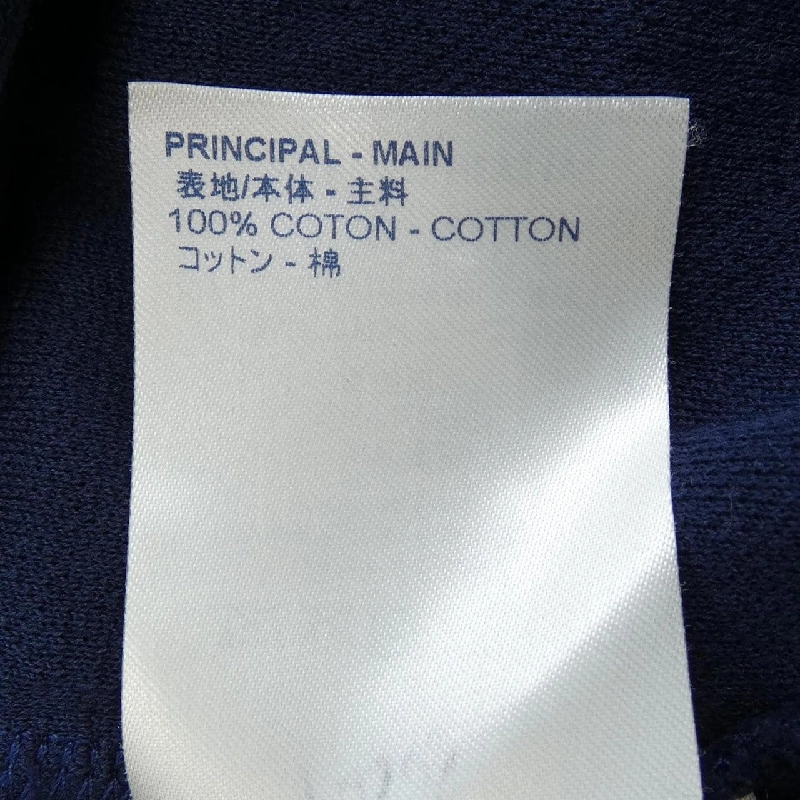 PRINCIPAL - MAIN
表地/本体 - 主料
100% COTON - COTTON
コットン - 棉